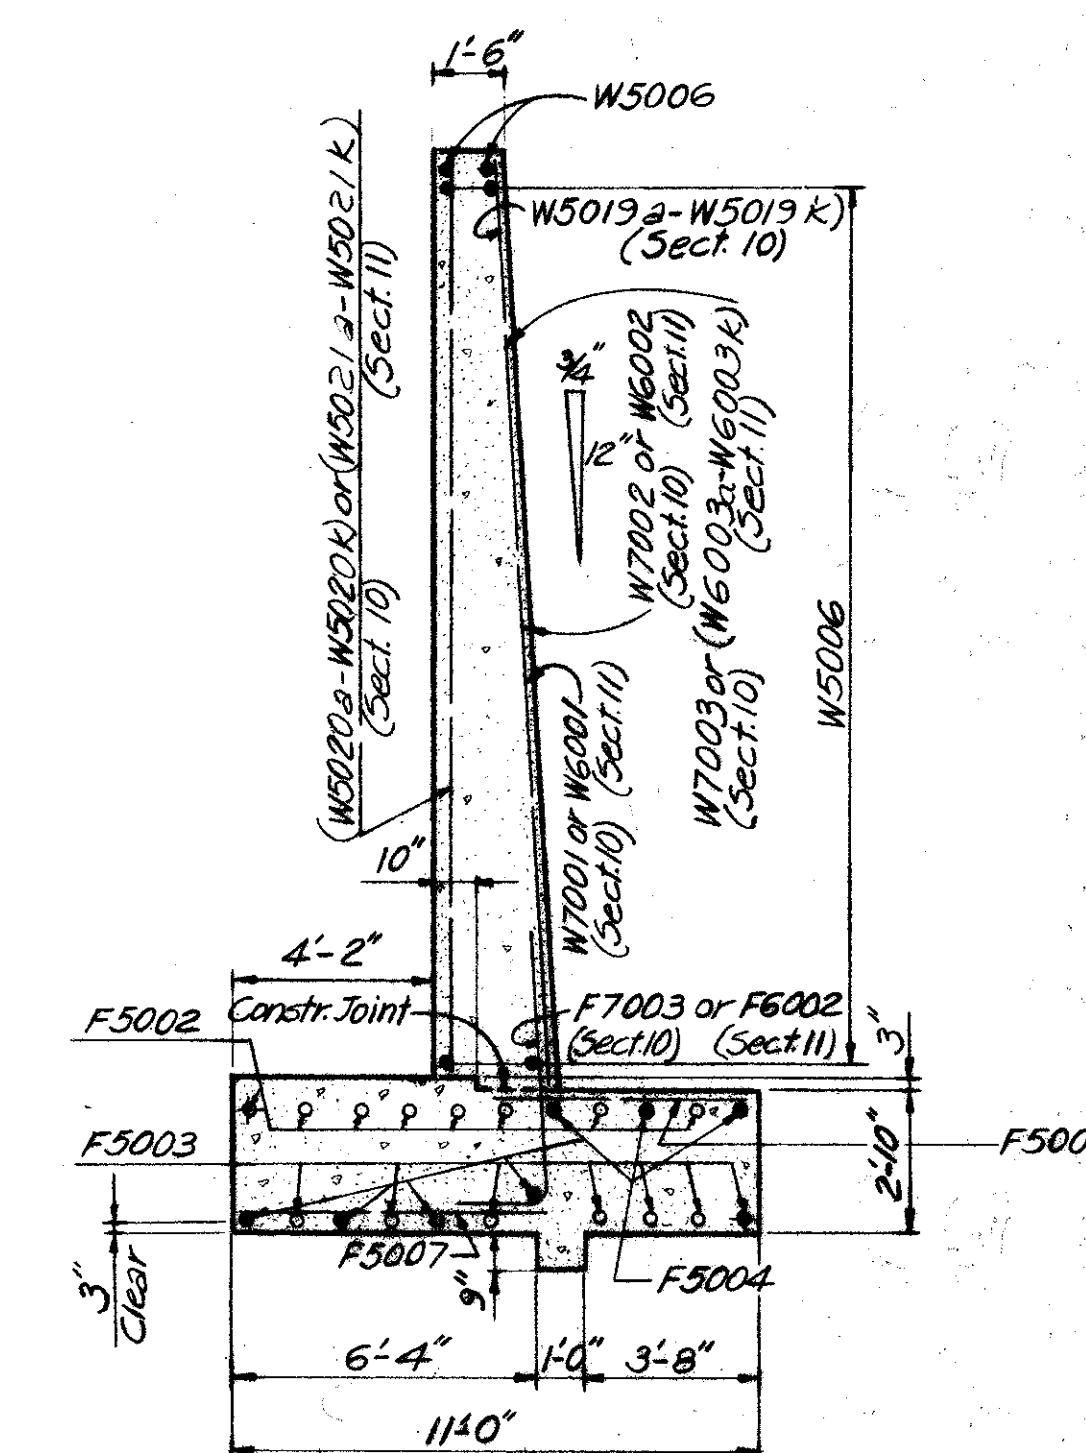 1'-6"
W5006
W5019a-W5019k)
(Sect. 10)
(W5020a-W5020k) or (W5021a-W5021k)
(Sect. 10) (Sect. 11)
3/4"
12"
W7002 or W6002
(Sect. 10) (Sect. 11)
W7003 or (W6003a-W6003k)
(Sect. 10) (Sect. 11)
W5006
W7001 or W6001
(Sect. 10) (Sect. 11)
10"
4'-2"
Constr. Joint
F7003 or F6002
(Sect. 10) (Sect. 11)
3"
F5002
F5003
2'-10"
F500
F5007
F5004
3"
Clear
9"
6'-4"
1'-0"
3'-8"
11'-0"